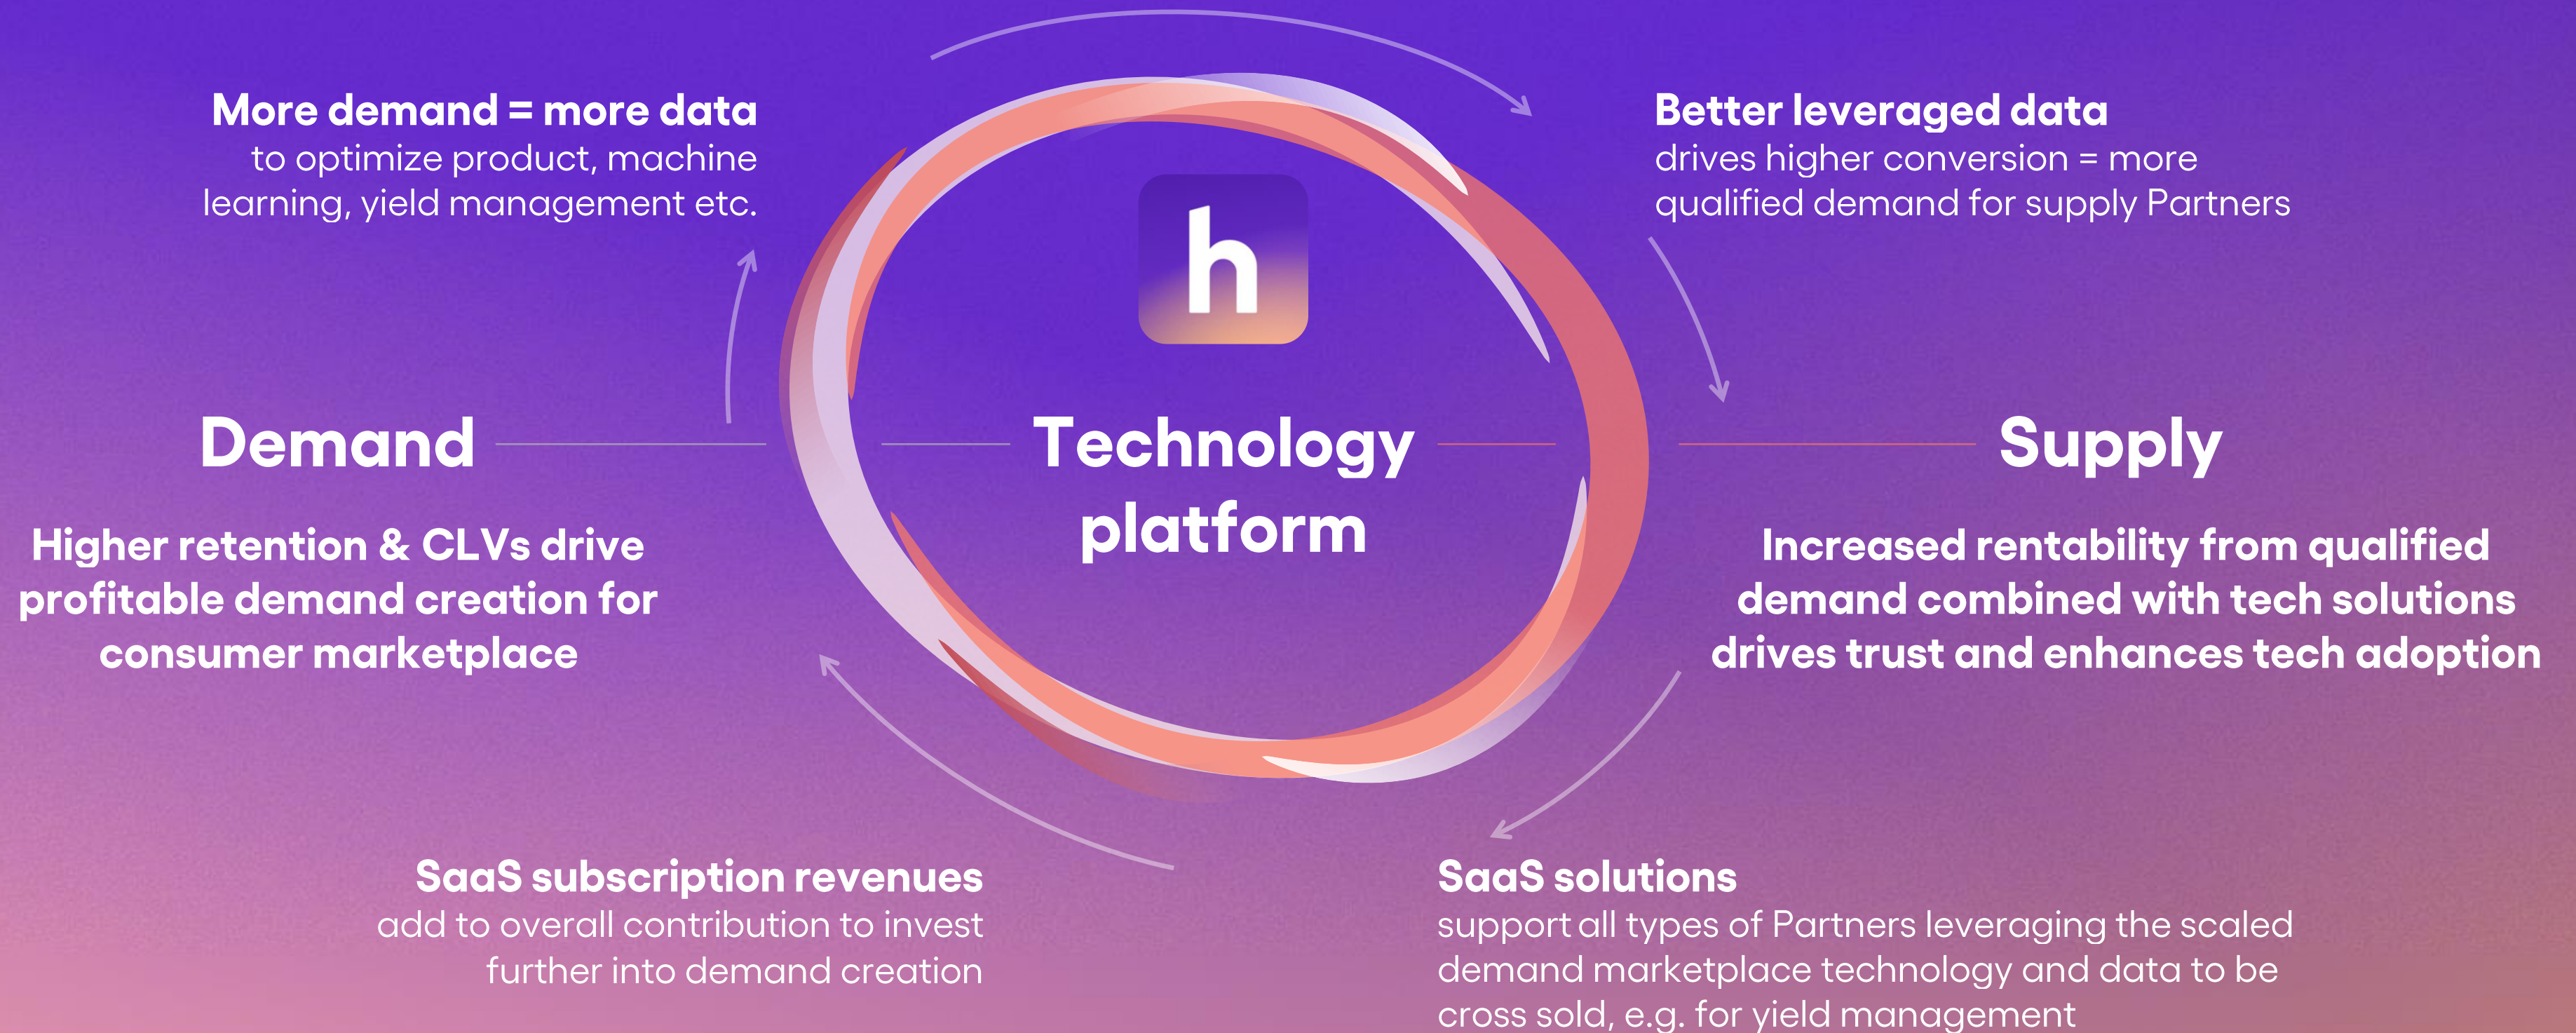 More demand = more data
to optimize product, machine
learning, yield management etc.
Better leveraged data
drives higher conversion = more
qualified demand for supply Partners
h
Demand
Technology
platform
Supply
Higher retention & CLVs drive
profitable demand creation for
consumer marketplace
Increased rentability from qualified
demand combined with tech solutions
drives trust and enhances tech adoption
SaaS subscription revenues
add to overall contribution to invest
further into demand creation
SaaS solutions
support all types of Partners leveraging the scaled
demand marketplace technology and data to be
cross sold, e.g. for yield management